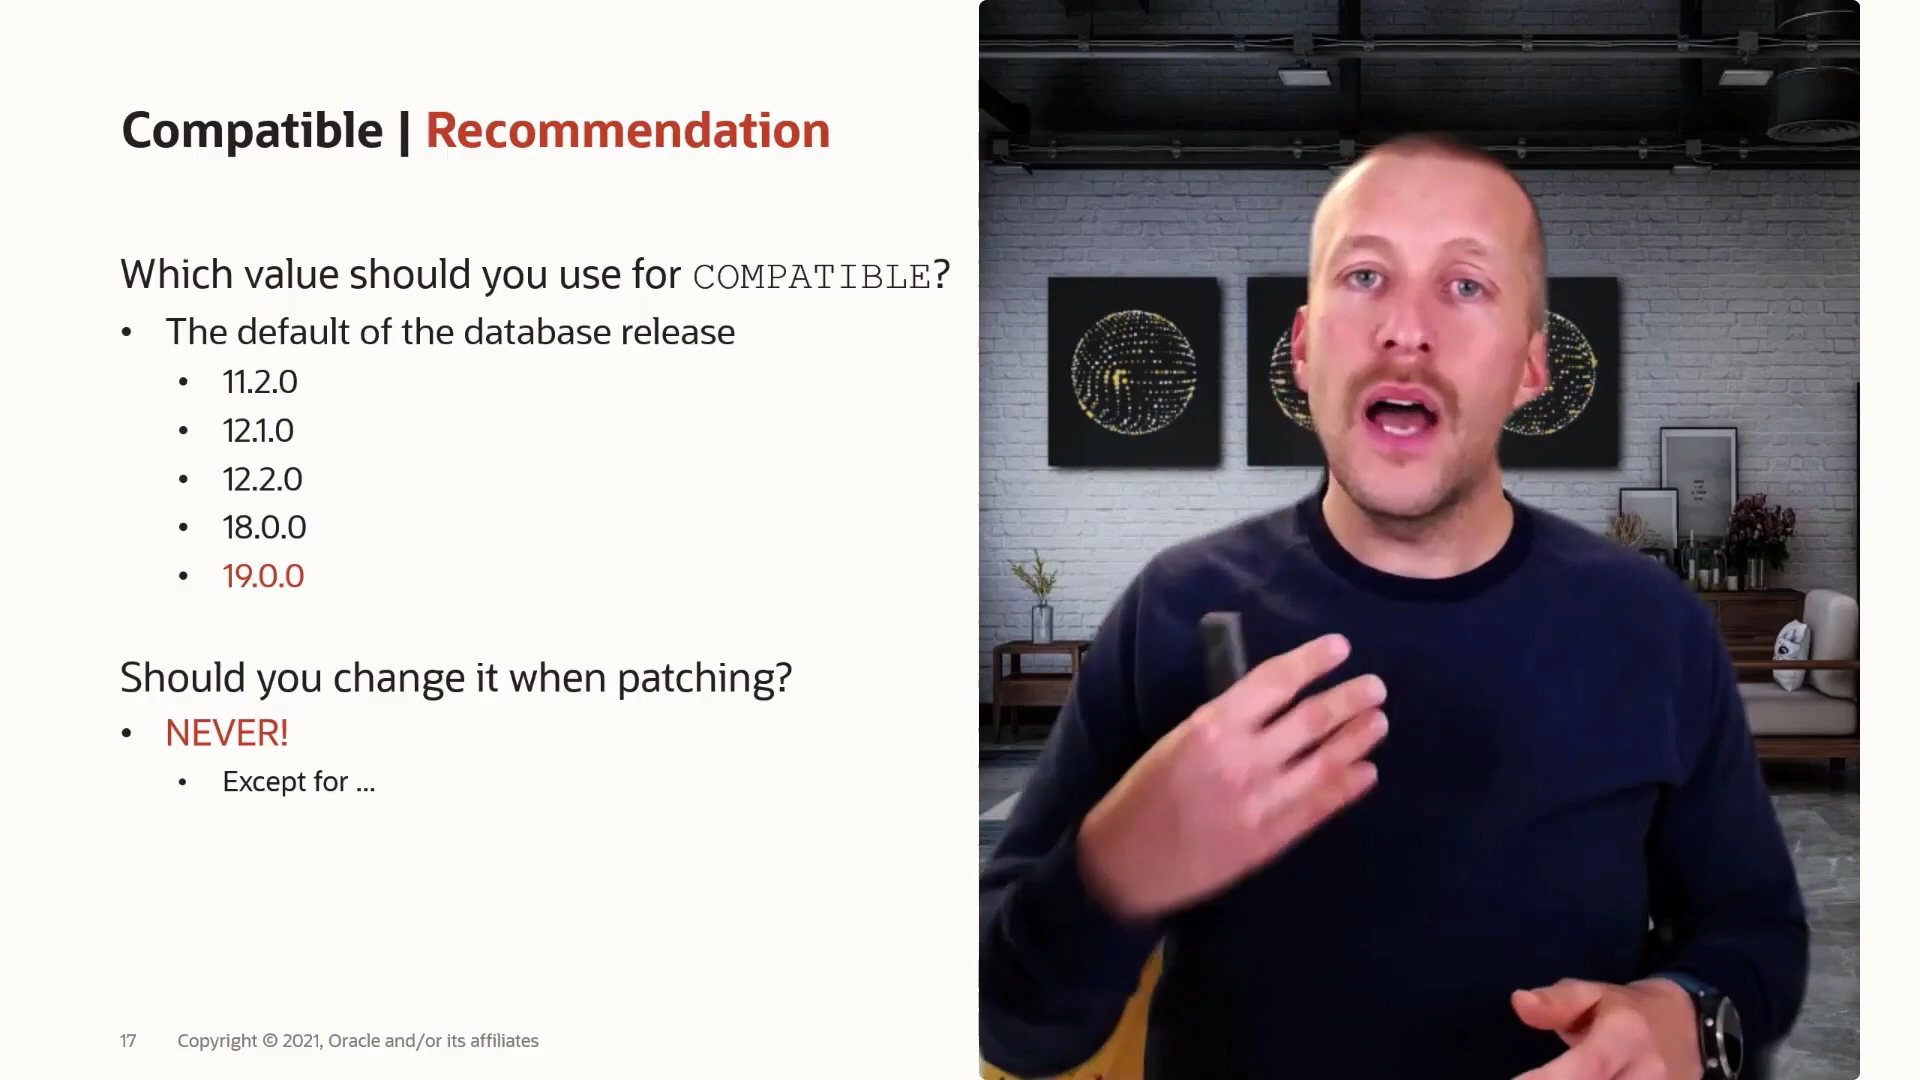 Compatible | Recommendation
Which value should you use for COMPATIBLE?
• The default of the database release
• 11.2.0
• 12.1.0
• 12.2.0
• 18.0.0
• 19.0.0
Should you change it when patching?
• NEVER!
• Except for ...
17 Copyright © 2021, Oracle and/or its affiliates